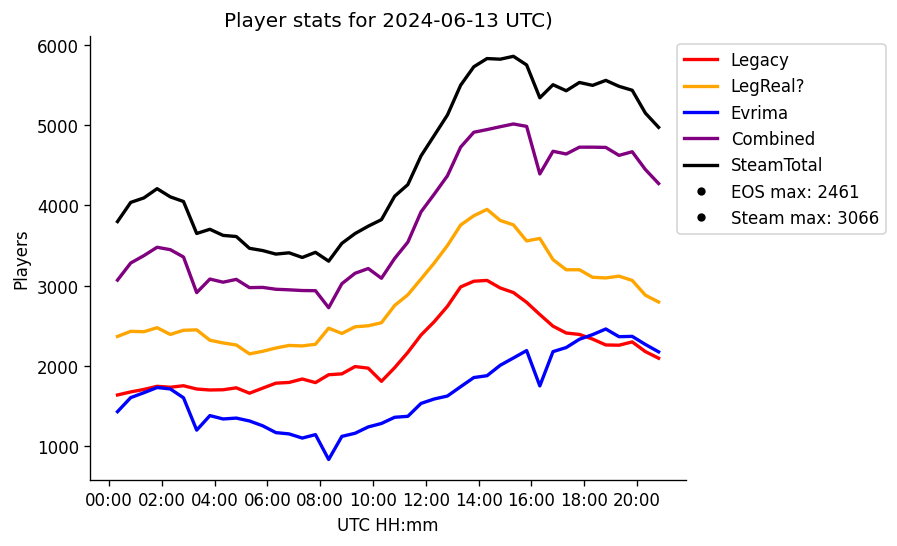 Player stats for 2024-06-13 UTC)
6000
5000
4000
3000
2000
1000
Players
00:00 02:00 04:00 06:00 08:00 10:00 12:00 14:00 16:00 18:00 20:00
UTC HH:mm
Legacy
LegReal?
Evrima
Combined
SteamTotal
EOS max: 2461
Steam max: 3066